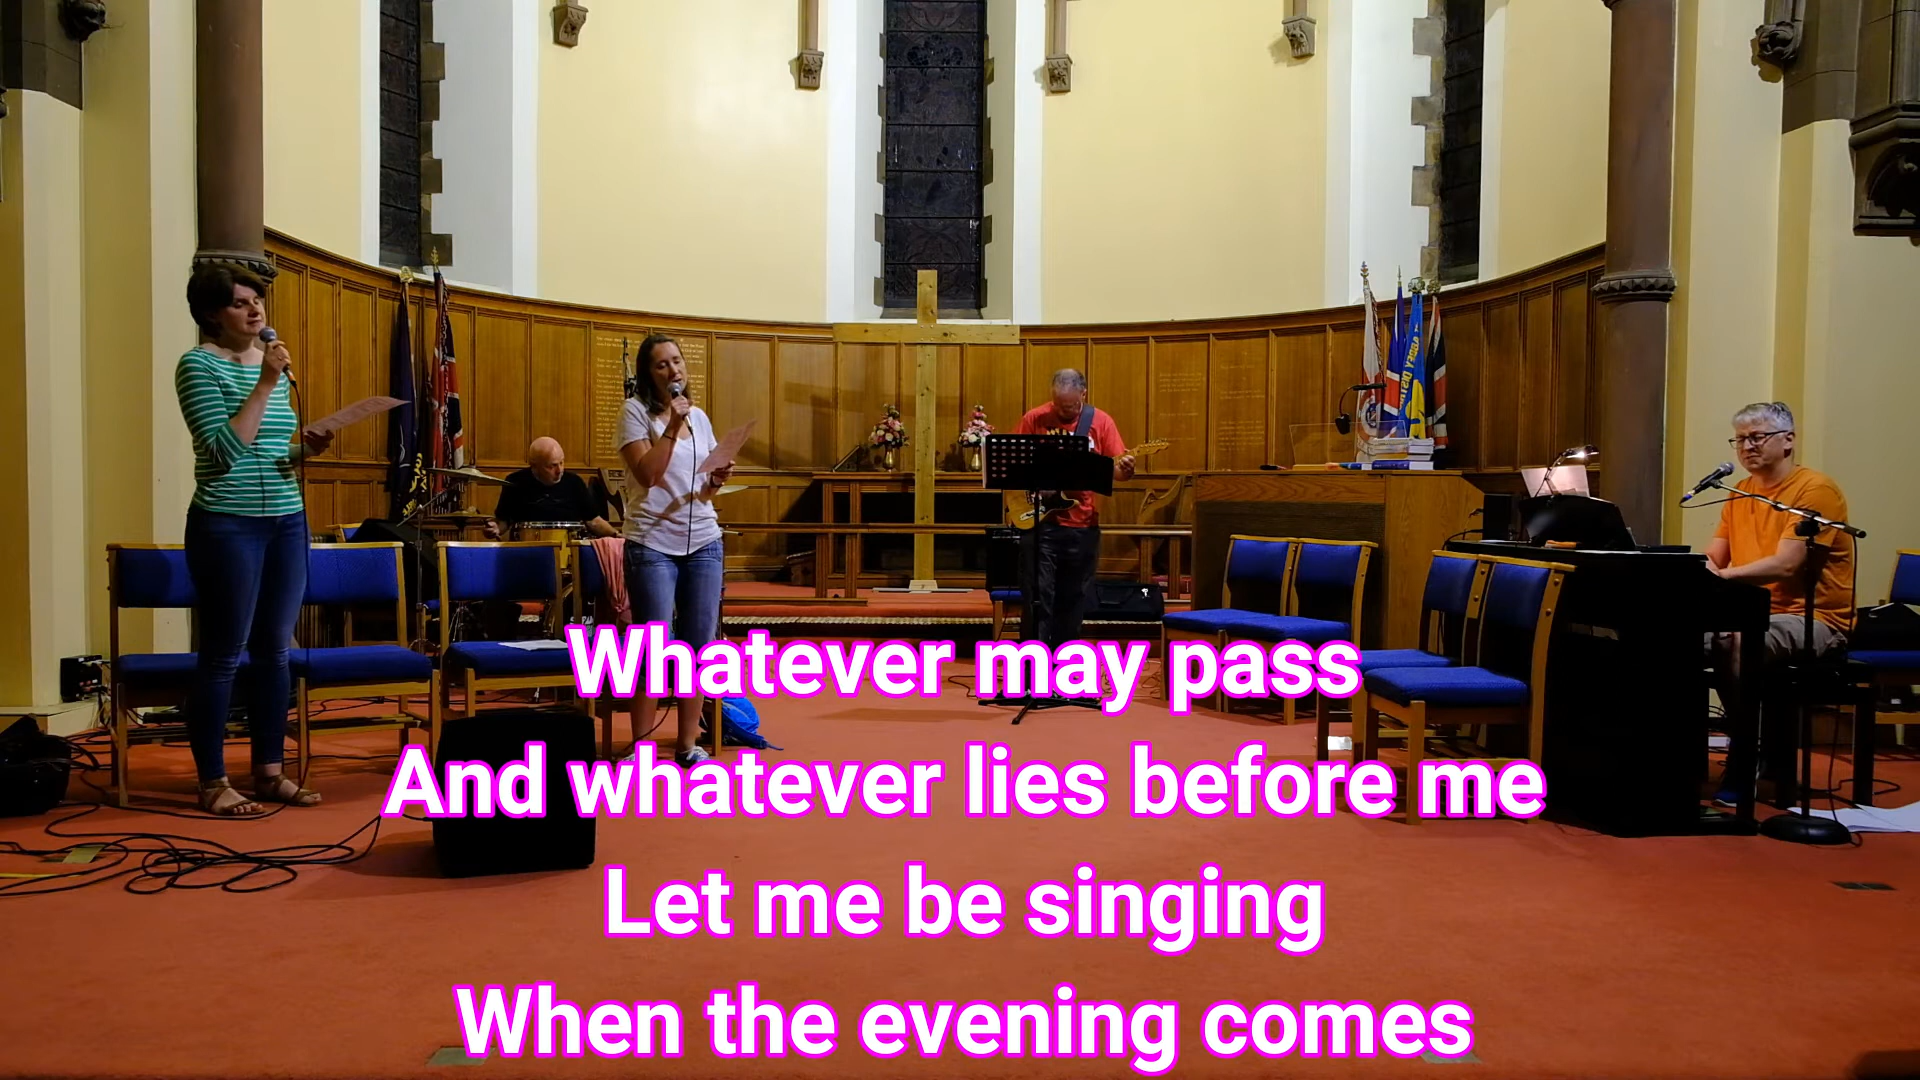 Whatever may pass
And whatever lies before me
Let me be singing
When the evening comes